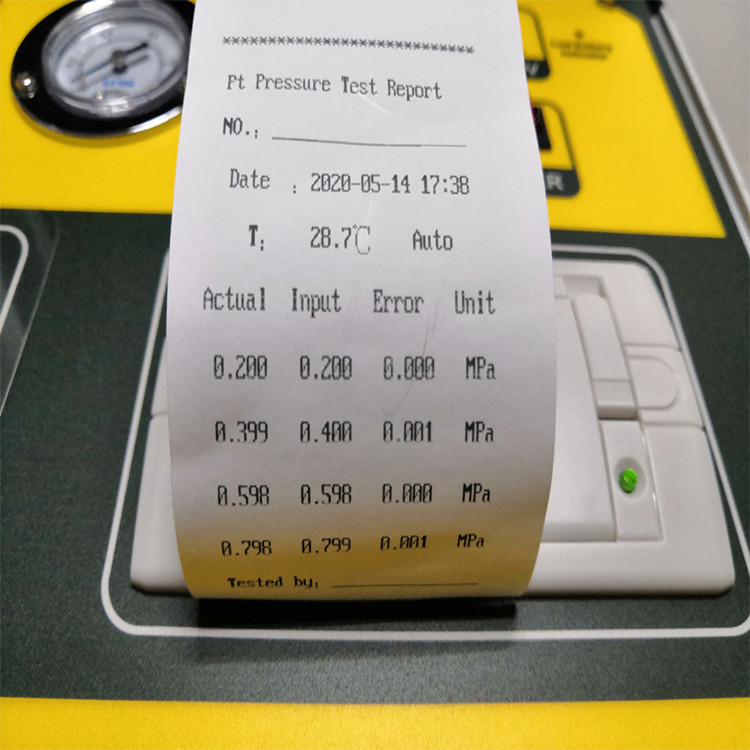 ****************************
Pt Pressure Test Report
NO.: ____________
Date : 2020-05-14 17:38
T: 28.7℃ Auto
Actual Input Error Unit
0.200 0.200 0.000 MPa
0.399 0.400 0.001 MPa
0.598 0.598 0.000 MPa
0.798 0.799 0.001 MPa
Tested by: ____________
R